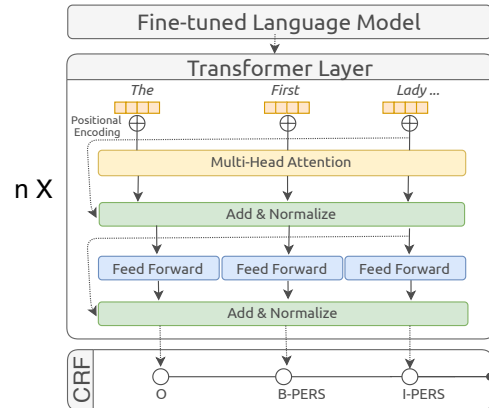 Fine-tuned Language Model
Transformer Layer
The First Lady ...
Positional
Encoding
Multi-Head Attention
n X
Add & Normalize
Feed Forward Feed Forward Feed Forward
Add & Normalize
CRF
O B-PERS I-PERS